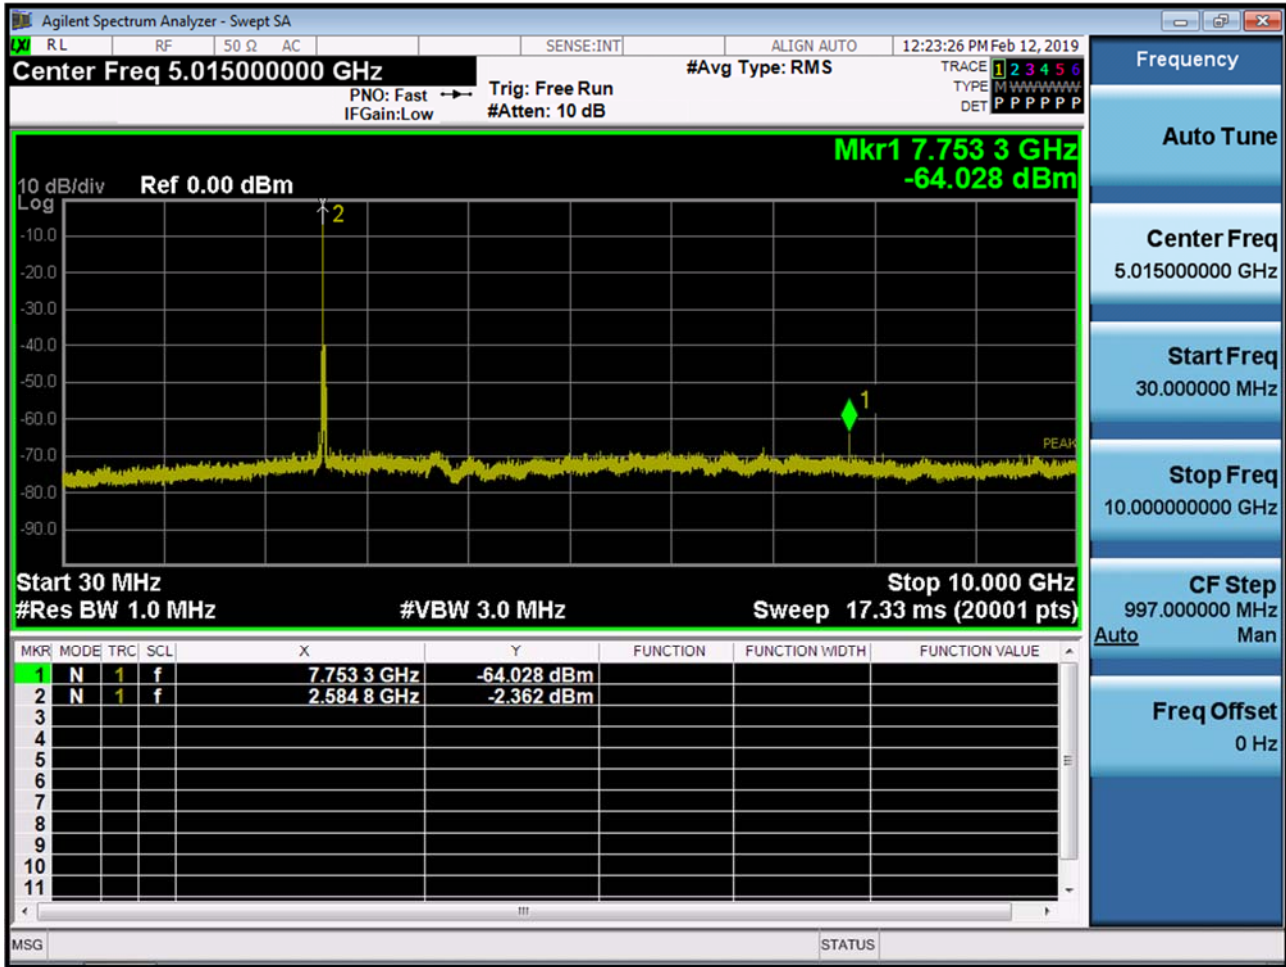 Agilent Spectrum Analyzer - Swept SA
LXI RL RF 50 Ω AC SENSE:INT ALIGN AUTO 12:23:26 PM Feb 12, 2019
Center Freq 5.015000000 GHz
PNO: Fast
IFGain:Low
Trig: Free Run
#Atten: 10 dB
#Avg Type: RMS
TRACE 1 2 3 4 5 6
TYPE M W W W W W
DET P P P P P P
Mkr1 7.753 3 GHz
-64.028 dBm
10 dB/div Ref 0.00 dBm
Log
2
-10.0
-20.0
-30.0
-40.0
-50.0
1
-60.0
PEAK
-70.0
-80.0
-90.0
Start 30 MHz Stop 10.000 GHz
#Res BW 1.0 MHz #VBW 3.0 MHz Sweep 17.33 ms (20001 pts)
MKR MODE TRC SCL X Y FUNCTION FUNCTION WIDTH FUNCTION VALUE
1 N 1 f 7.753 3 GHz -64.028 dBm
2 N 1 f 2.584 8 GHz -2.362 dBm
3
4
5
6
7
8
9
10
11
MSG STATUS
Frequency
Auto Tune
Center Freq
5.015000000 GHz
Start Freq
30.000000 MHz
Stop Freq
10.000000000 GHz
CF Step
997.000000 MHz
Auto Man
Freq Offset
0 Hz